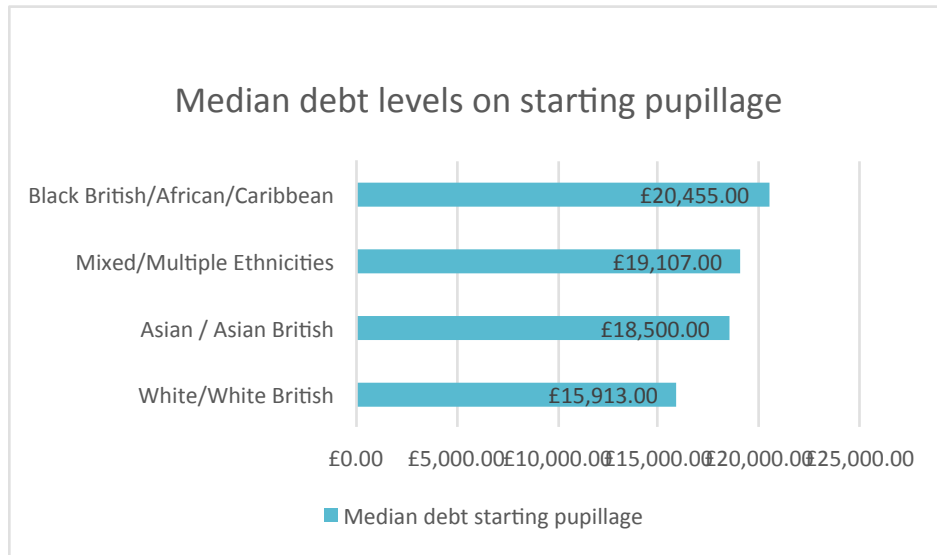 Median debt levels on starting pupillage
Black British/African/Caribbean £20,455.00
Mixed/Multiple Ethnicities £19,107.00
Asian / Asian British £18,500.00
White/White British £15,913.00
£0.00 £5,000.00 £10,000.00 £15,000.00 £20,000.00 £25,000.00
Median debt starting pupillage